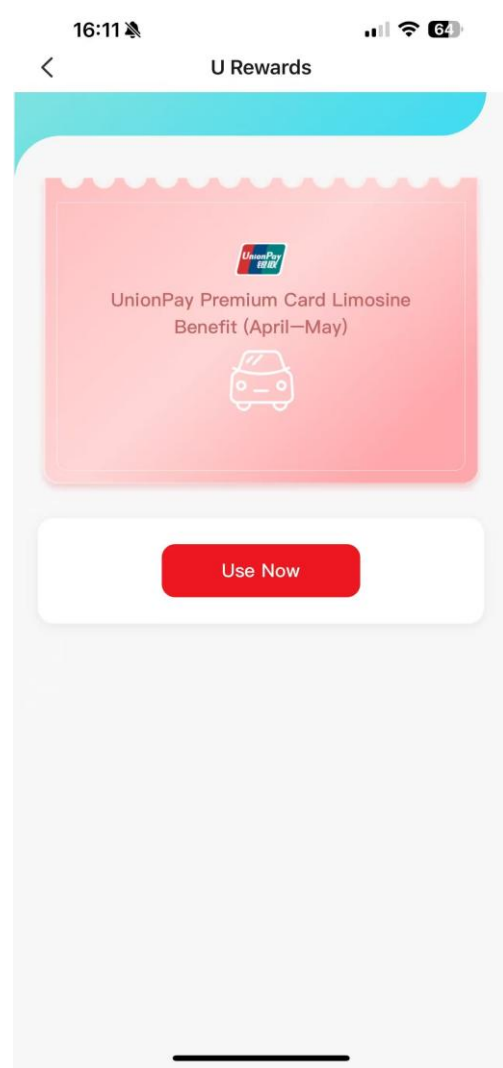 16:11
64
U Rewards
UnionPay
银联
UnionPay Premium Card Limosine
Benefit (April—May)
Use Now